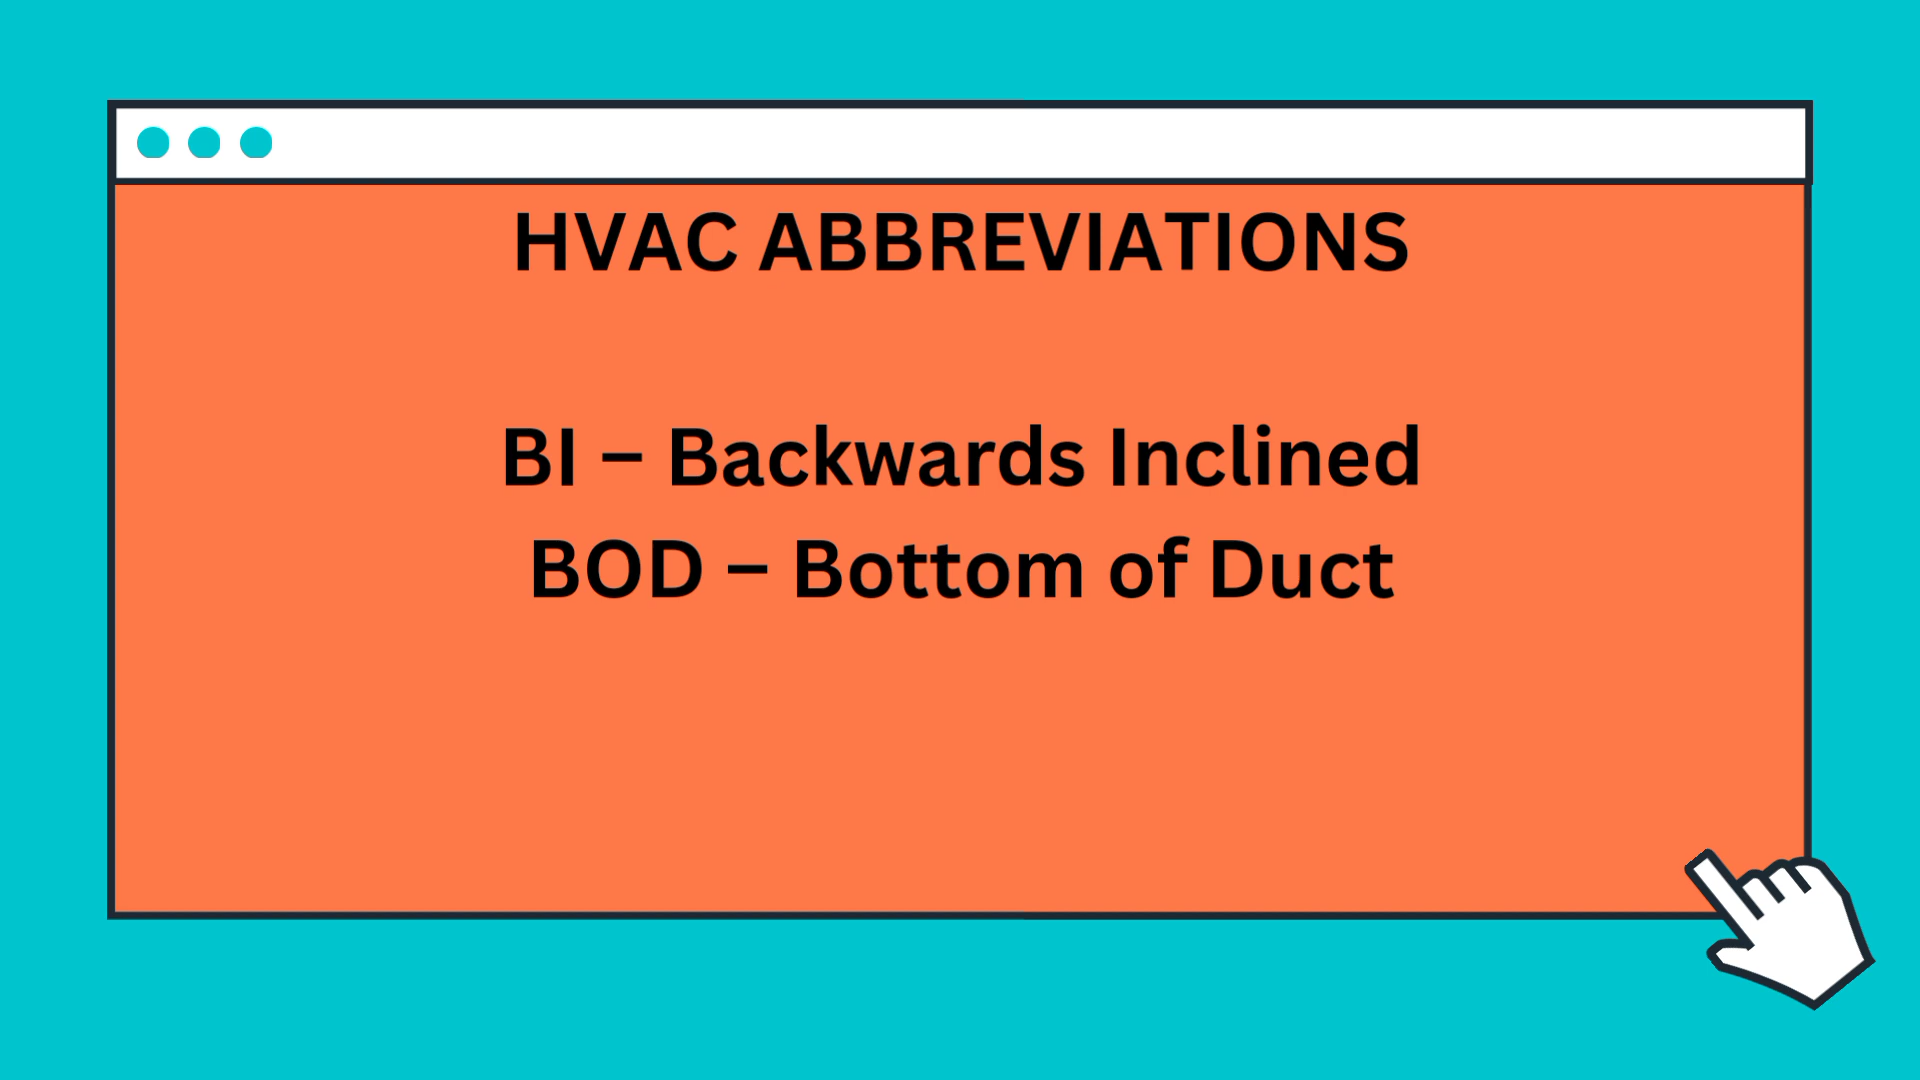 HVAC ABBREVIATIONS
BI – Backwards Inclined
BOD – Bottom of Duct